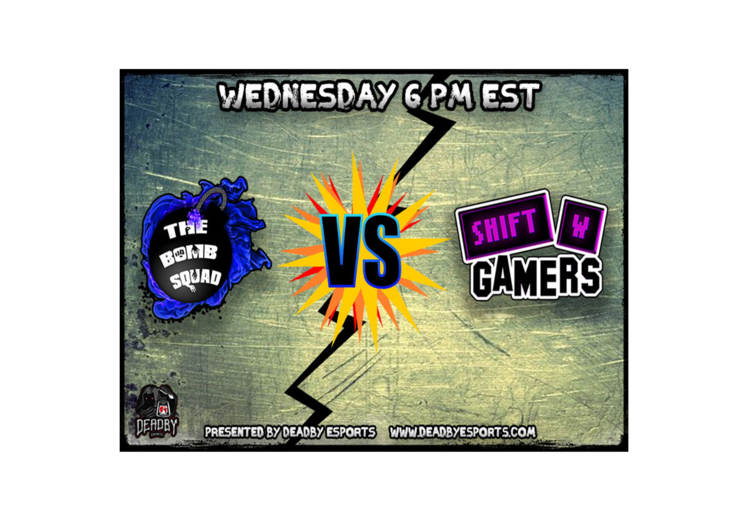 WEDNESDAY 6 PM EST
THE
BOMB
SQUAD
VS
SHIFT W
GAMERS
DEADBY
PRESENTED BY DEADBY ESPORTS WWW.DEADBYESPORTS.COM